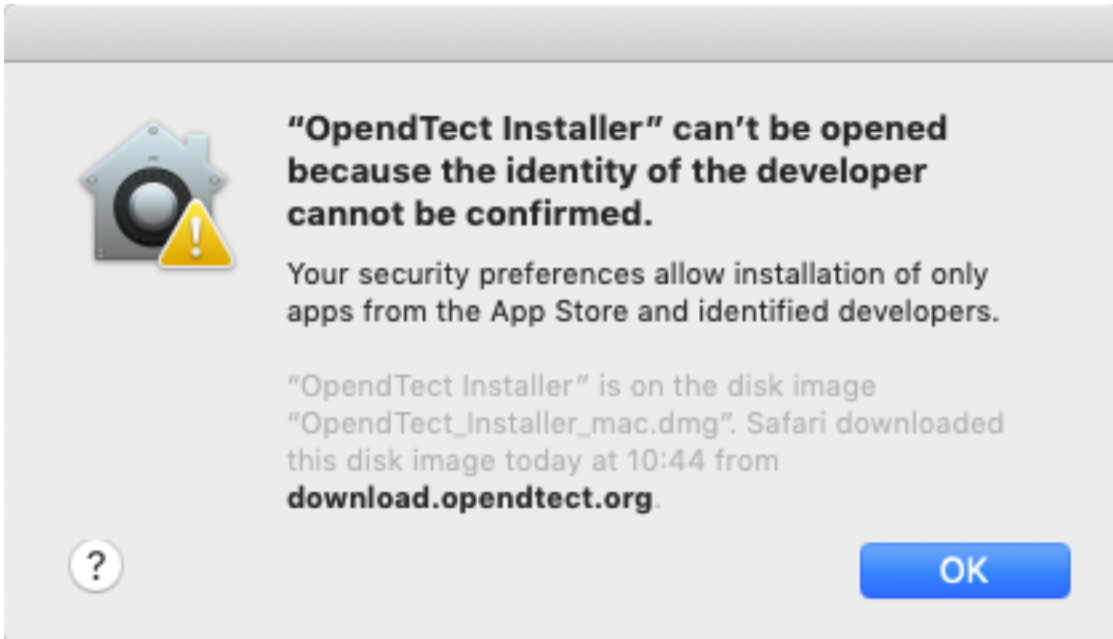 “OpendTect Installer” can’t be opened
because the identity of the developer
cannot be confirmed.
Your security preferences allow installation of only
apps from the App Store and identified developers.
“OpendTect Installer” is on the disk image
“OpendTect_Installer_mac.dmg”. Safari downloaded
this disk image today at 10:44 from
download.opendtect.org.
?
OK